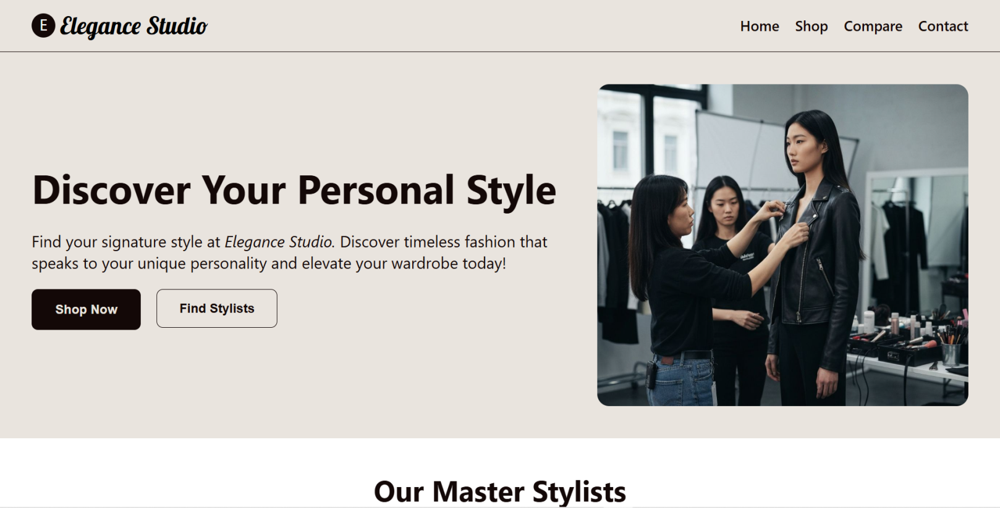 E Elegance Studio
Home Shop Compare Contact
Discover Your Personal Style
Find your signature style at Elegance Studio. Discover timeless fashion that
speaks to your unique personality and elevate your wardrobe today!
Shop Now
Find Stylists
Our Master Stylists